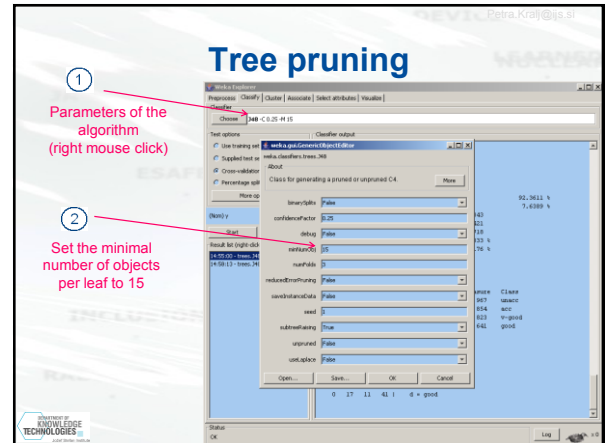 Petra.Kralj@ijs.si
Tree pruning
1
Parameters of the
algorithm
(right mouse click)
2
Set the minimal
number of objects
per leaf to 15
Weka Explorer
Preprocess Classify Cluster Associate Select attributes Visualize
Classifier
Choose J48 -C 0.25 -M 15
Test options
Classifier output
Use training set
Supplied test se
Cross-validation
Percentage spli
More op
(Nom) y
Start
Result list (right-click
14:55:00 - trees.J48
14:58:13 - trees.J48
weka.gui.GenericObjectEditor
weka.classifiers.trees.J48
About
Class for generating a pruned or unpruned C4.
More
binarySplits False
confidenceFactor 0.25
debug False
minNumObj 15
numFolds 3
reducedErrorPruning False
saveInstanceData False
seed 1
subtreeRaising True
unpruned False
useLaplace False
Open...
Save...
OK
Cancel
92.3611 %
7.6389 %
Class
unacc
acc
v-good
good
0 17 11 41 | d = good
Status
OK
Log
x 0
DEPARTMENT OF
KNOWLEDGE
TECHNOLOGIES